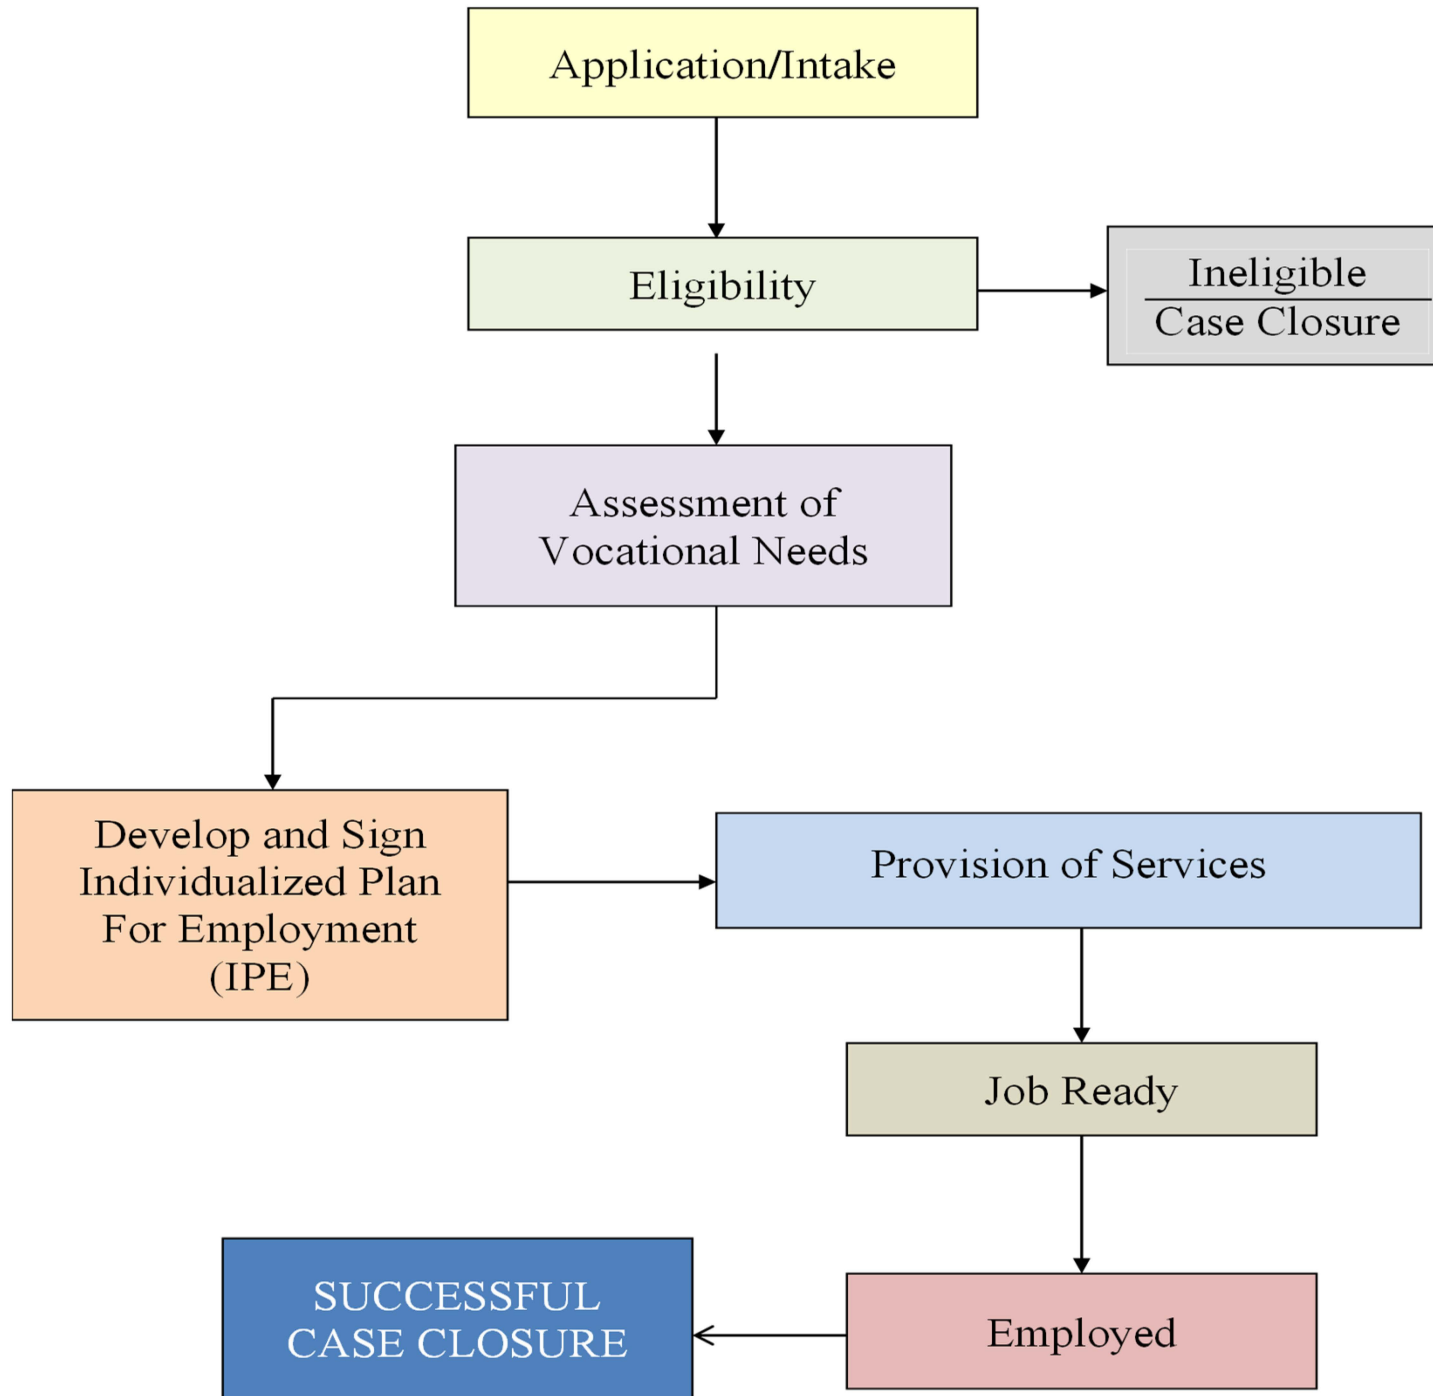 Application/Intake
Eligibility
Ineligible
Case Closure
Assessment of
Vocational Needs
Develop and Sign
Individualized Plan
For Employment
(IPE)
Provision of Services
Job Ready
Employed
SUCCESSFUL
CASE CLOSURE